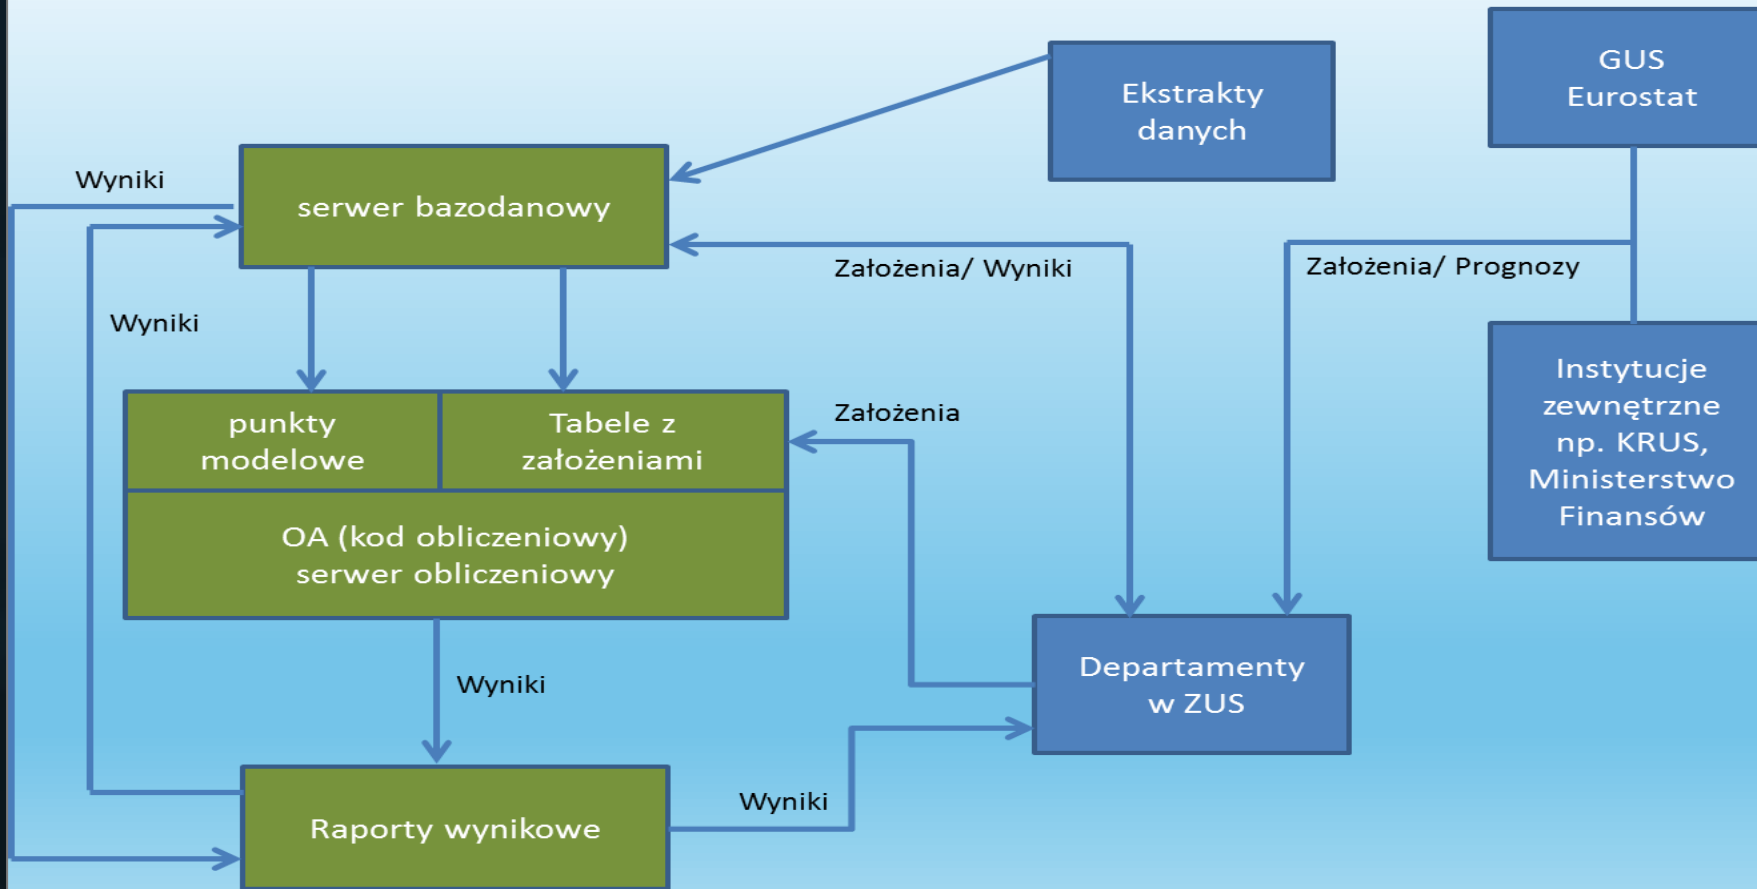 GUS
Eurostat
Ekstrakty
danych
Wyniki
serwer bazodanowy
Założenia/ Wyniki
Założenia/ Prognozy
Wyniki
Instytucje
zewnętrzne
np. KRUS,
Ministerstwo
Finansów
punkty
modelowe
Tabele z
założeniami
Założenia
OA (kod obliczeniowy)
serwer obliczeniowy
Wyniki
Departamenty
w ZUS
Wyniki
Raporty wynikowe